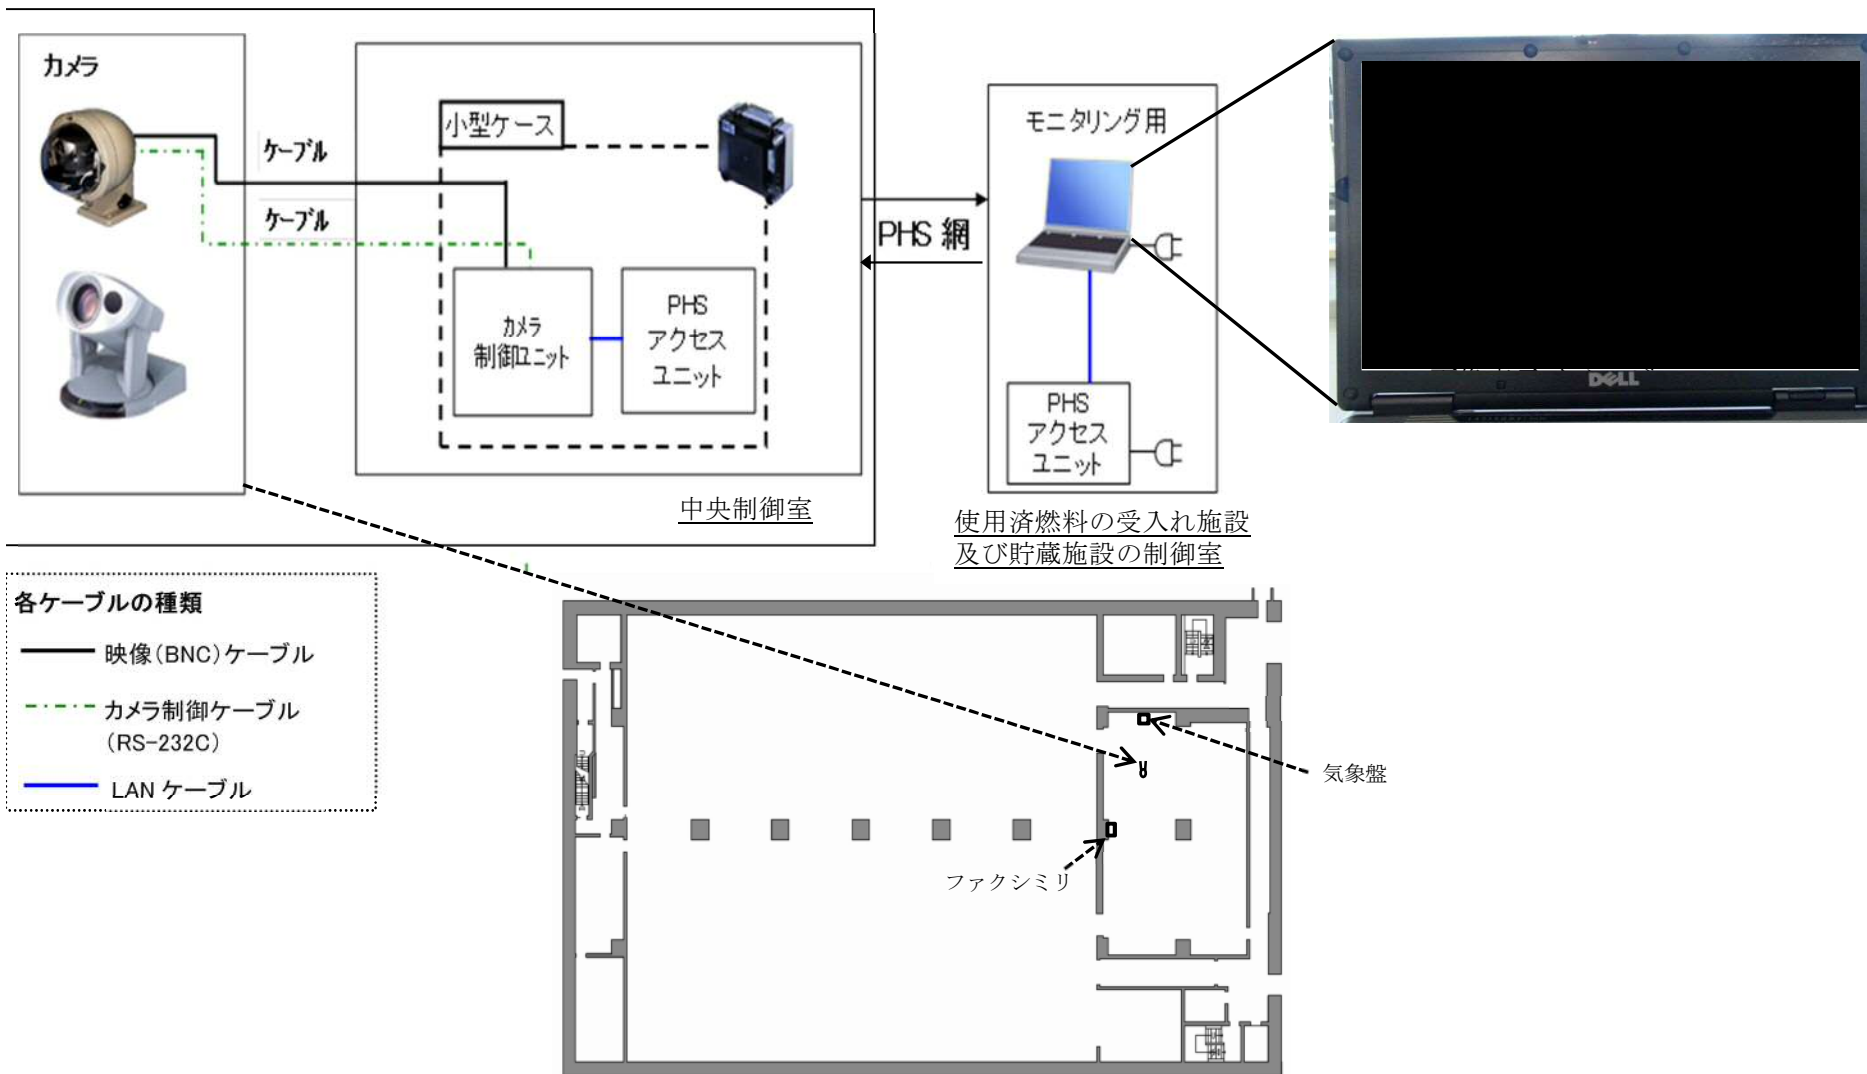 カメラ
ケーブル
ケーブル
小型ケース
カメラ
制御ユニット
PHS
アクセス
ユニット
中央制御室
PHS 網
モニタリング用
PHS
アクセス
ユニット
使用済燃料の受入れ施設
及び貯蔵施設の制御室
DELL
各ケーブルの種類
映像(BNC)ケーブル
カメラ制御ケーブル
(RS-232C)
LAN ケーブル
気象盤
ファクシミリ